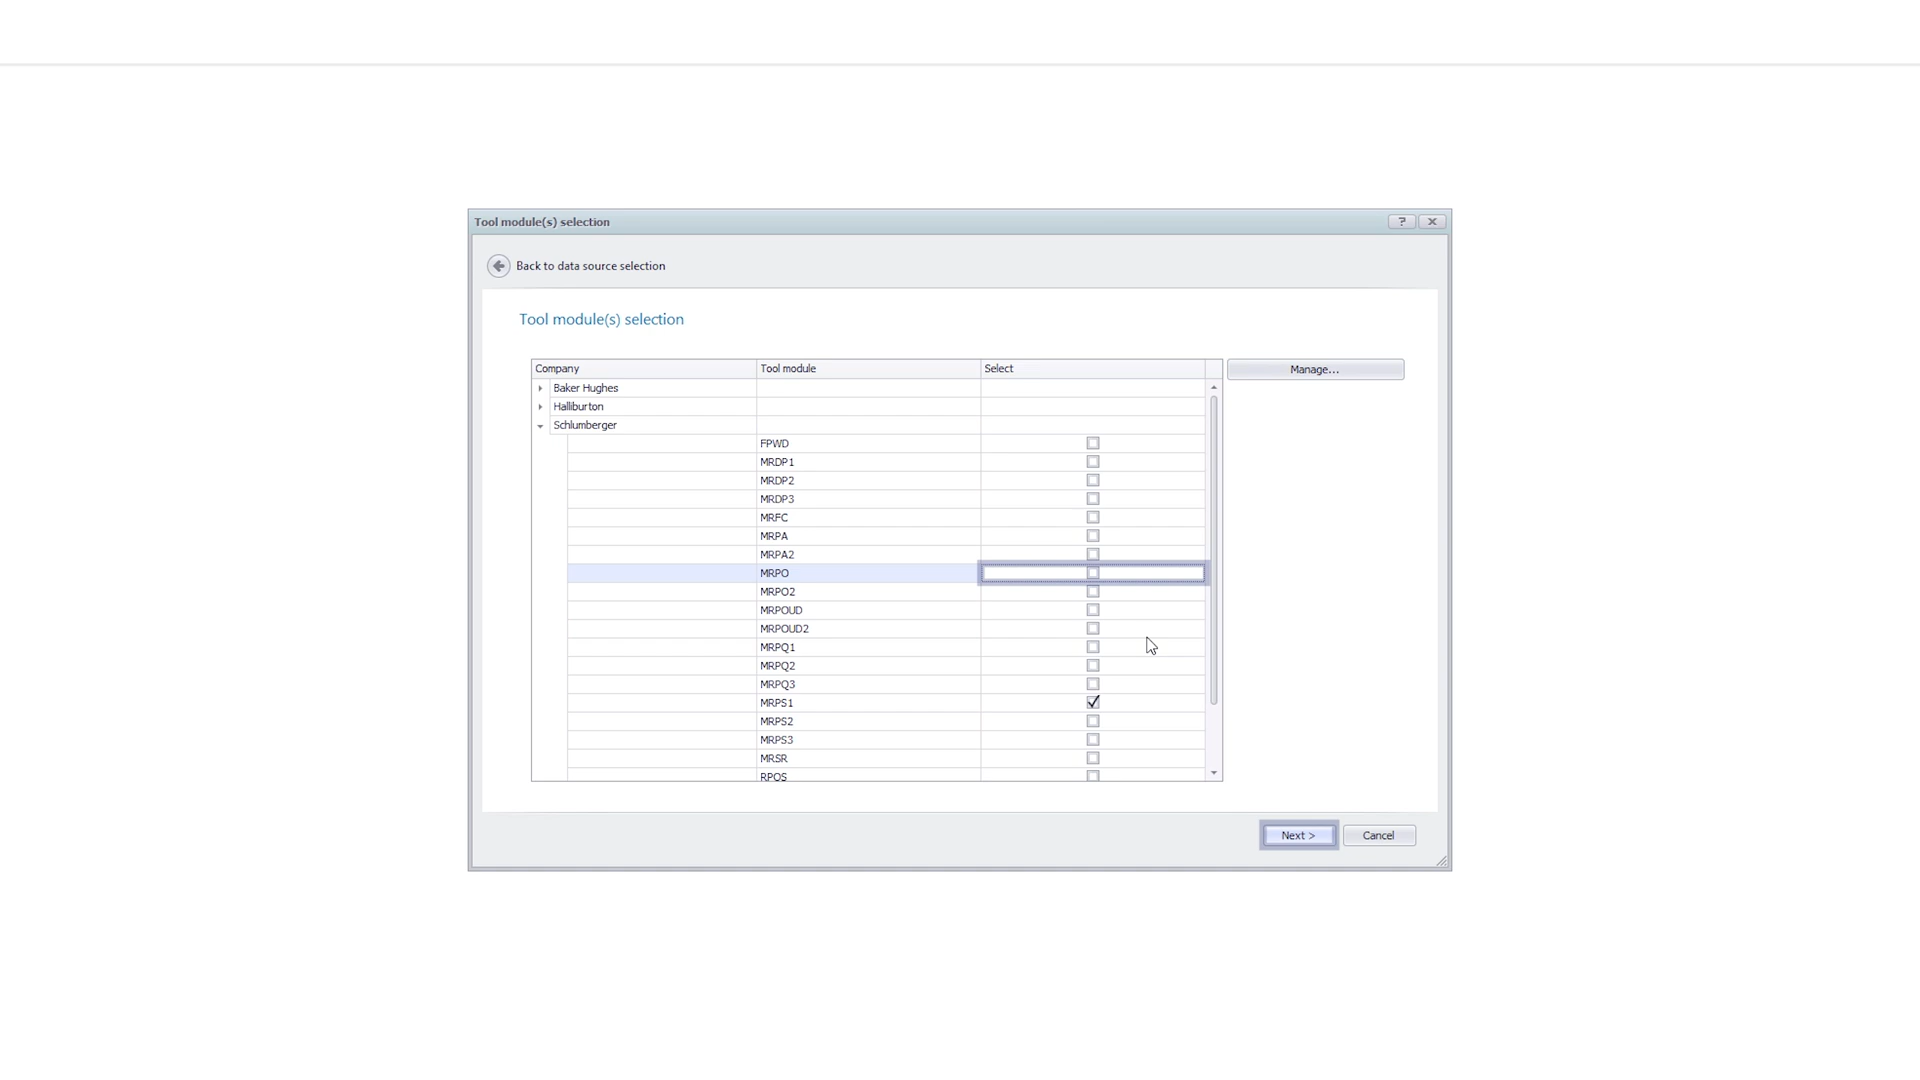 Tool module(s) selection
?
Back to data source selection
Tool module(s) selection
Company Tool module Select
Manage...
Baker Hughes
Halliburton
Schlumberger
FPWD
MRDP1
MRDP2
MRDP3
MRFC
MRPA
MRPA2
MRPO
MRPO2
MRPOUD
MRPOUD2
MRPQ1
MRPQ2
MRPQ3
MRPS1
MRPS2
MRPS3
MRSR
RPOS
Next > Cancel